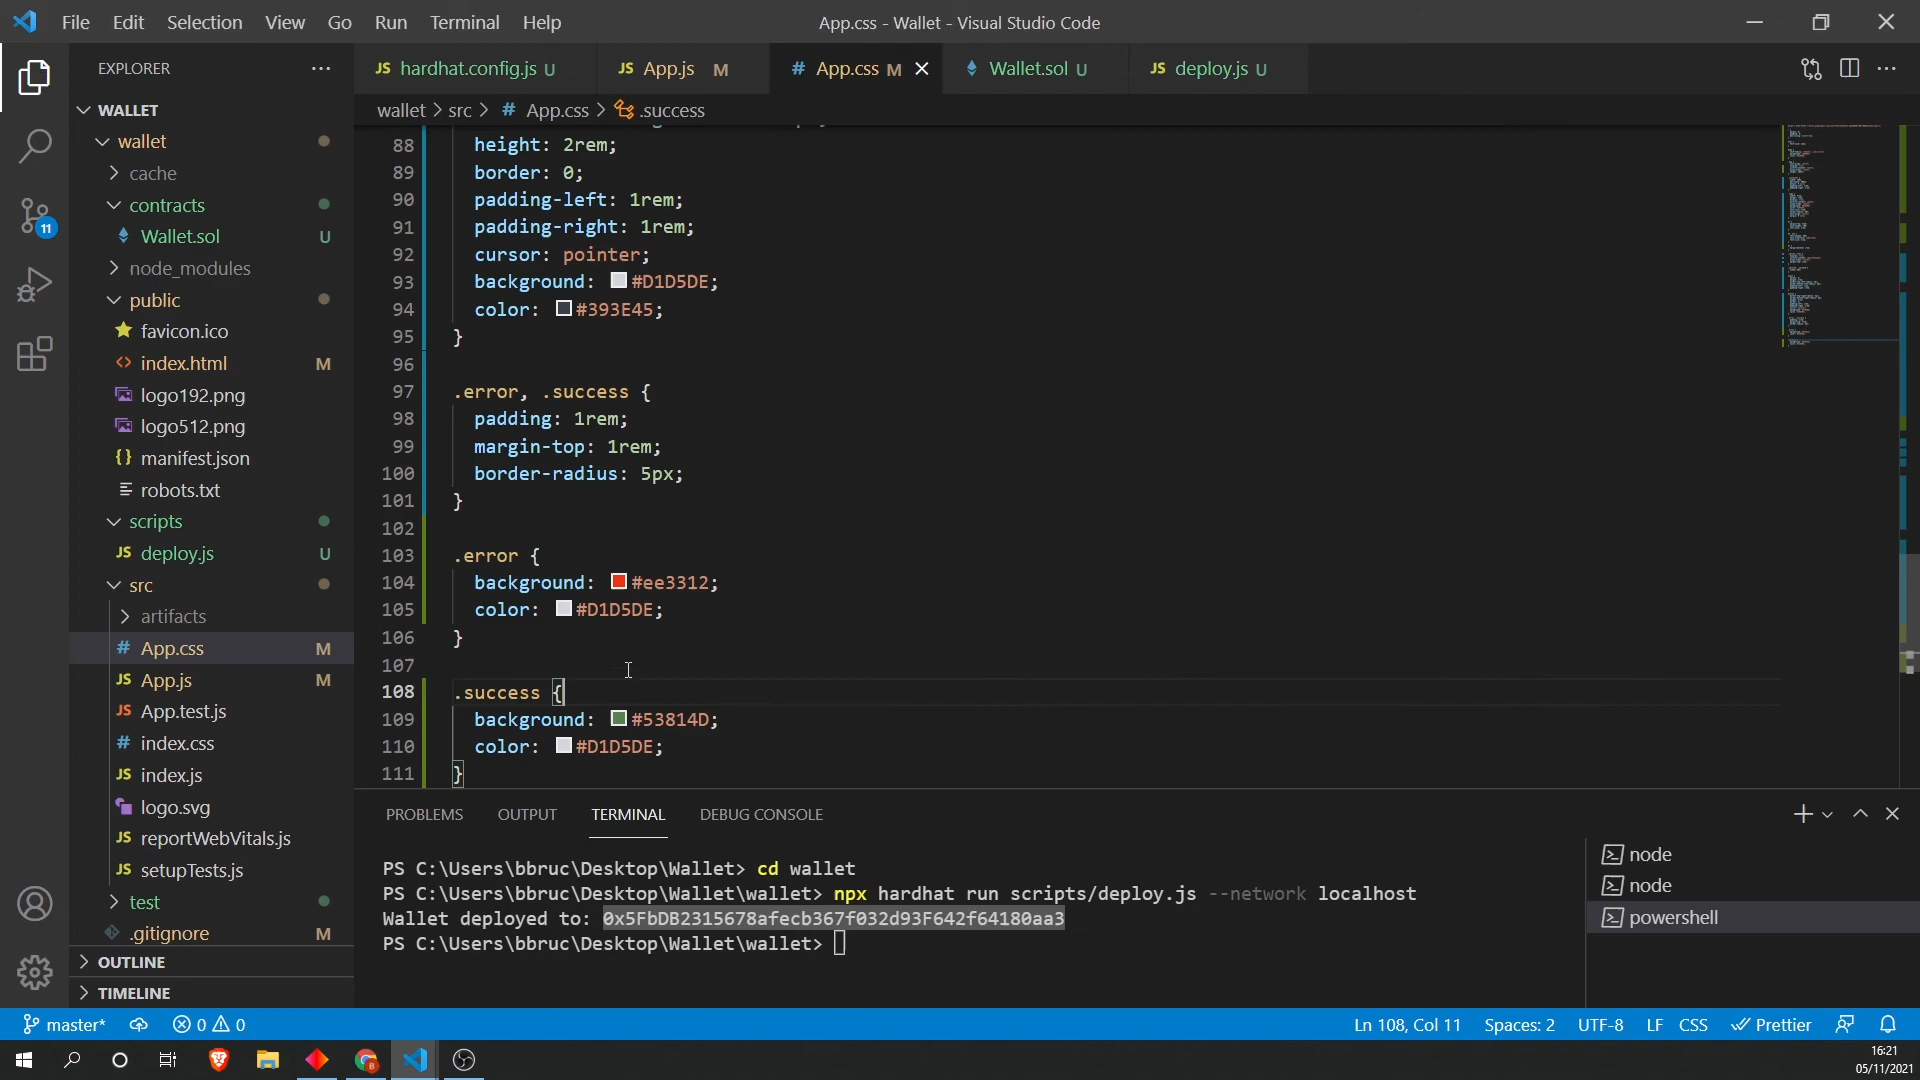 File Edit Selection View Go Run Terminal Help
App.css - Wallet - Visual Studio Code
EXPLORER
WALLET
wallet
cache
contracts
Wallet.sol U
node_modules
public
favicon.ico
index.html M
logo192.png
logo512.png
manifest.json
robots.txt
scripts
deploy.js U
src
artifacts
App.css M
App.js M
App.test.js
index.css
index.js
logo.svg
reportWebVitals.js
setupTests.js
test
.gitignore M
OUTLINE
TIMELINE
11
JS hardhat.config.js U
JS App.js M
# App.css M
Wallet.sol U
JS deploy.js U
wallet > src > # App.css > .success
88 height: 2rem;
89 border: 0;
90 padding-left: 1rem;
91 padding-right: 1rem;
92 cursor: pointer;
93 background: #D1D5DE;
94 color: #393E45;
95 }
96
97 .error, .success {
98 padding: 1rem;
99 margin-top: 1rem;
100 border-radius: 5px;
101 }
102
103 .error {
104 background: #ee3312;
105 color: #D1D5DE;
106 }
107
108 .success {
109 background: #53814D;
110 color: #D1D5DE;
111 }
PROBLEMS OUTPUT TERMINAL DEBUG CONSOLE
PS C:\Users\bbruc\Desktop\Wallet> cd wallet
PS C:\Users\bbruc\Desktop\Wallet\wallet> npx hardhat run scripts/deploy.js --network localhost
Wallet deployed to: 0x5FbDB2315678afecb367f032d93F642f64180aa3
PS C:\Users\bbruc\Desktop\Wallet\wallet>
node
node
powershell
master* 0 0
Ln 108, Col 11 Spaces: 2 UTF-8 LF CSS Prettier
16:21
05/11/2021